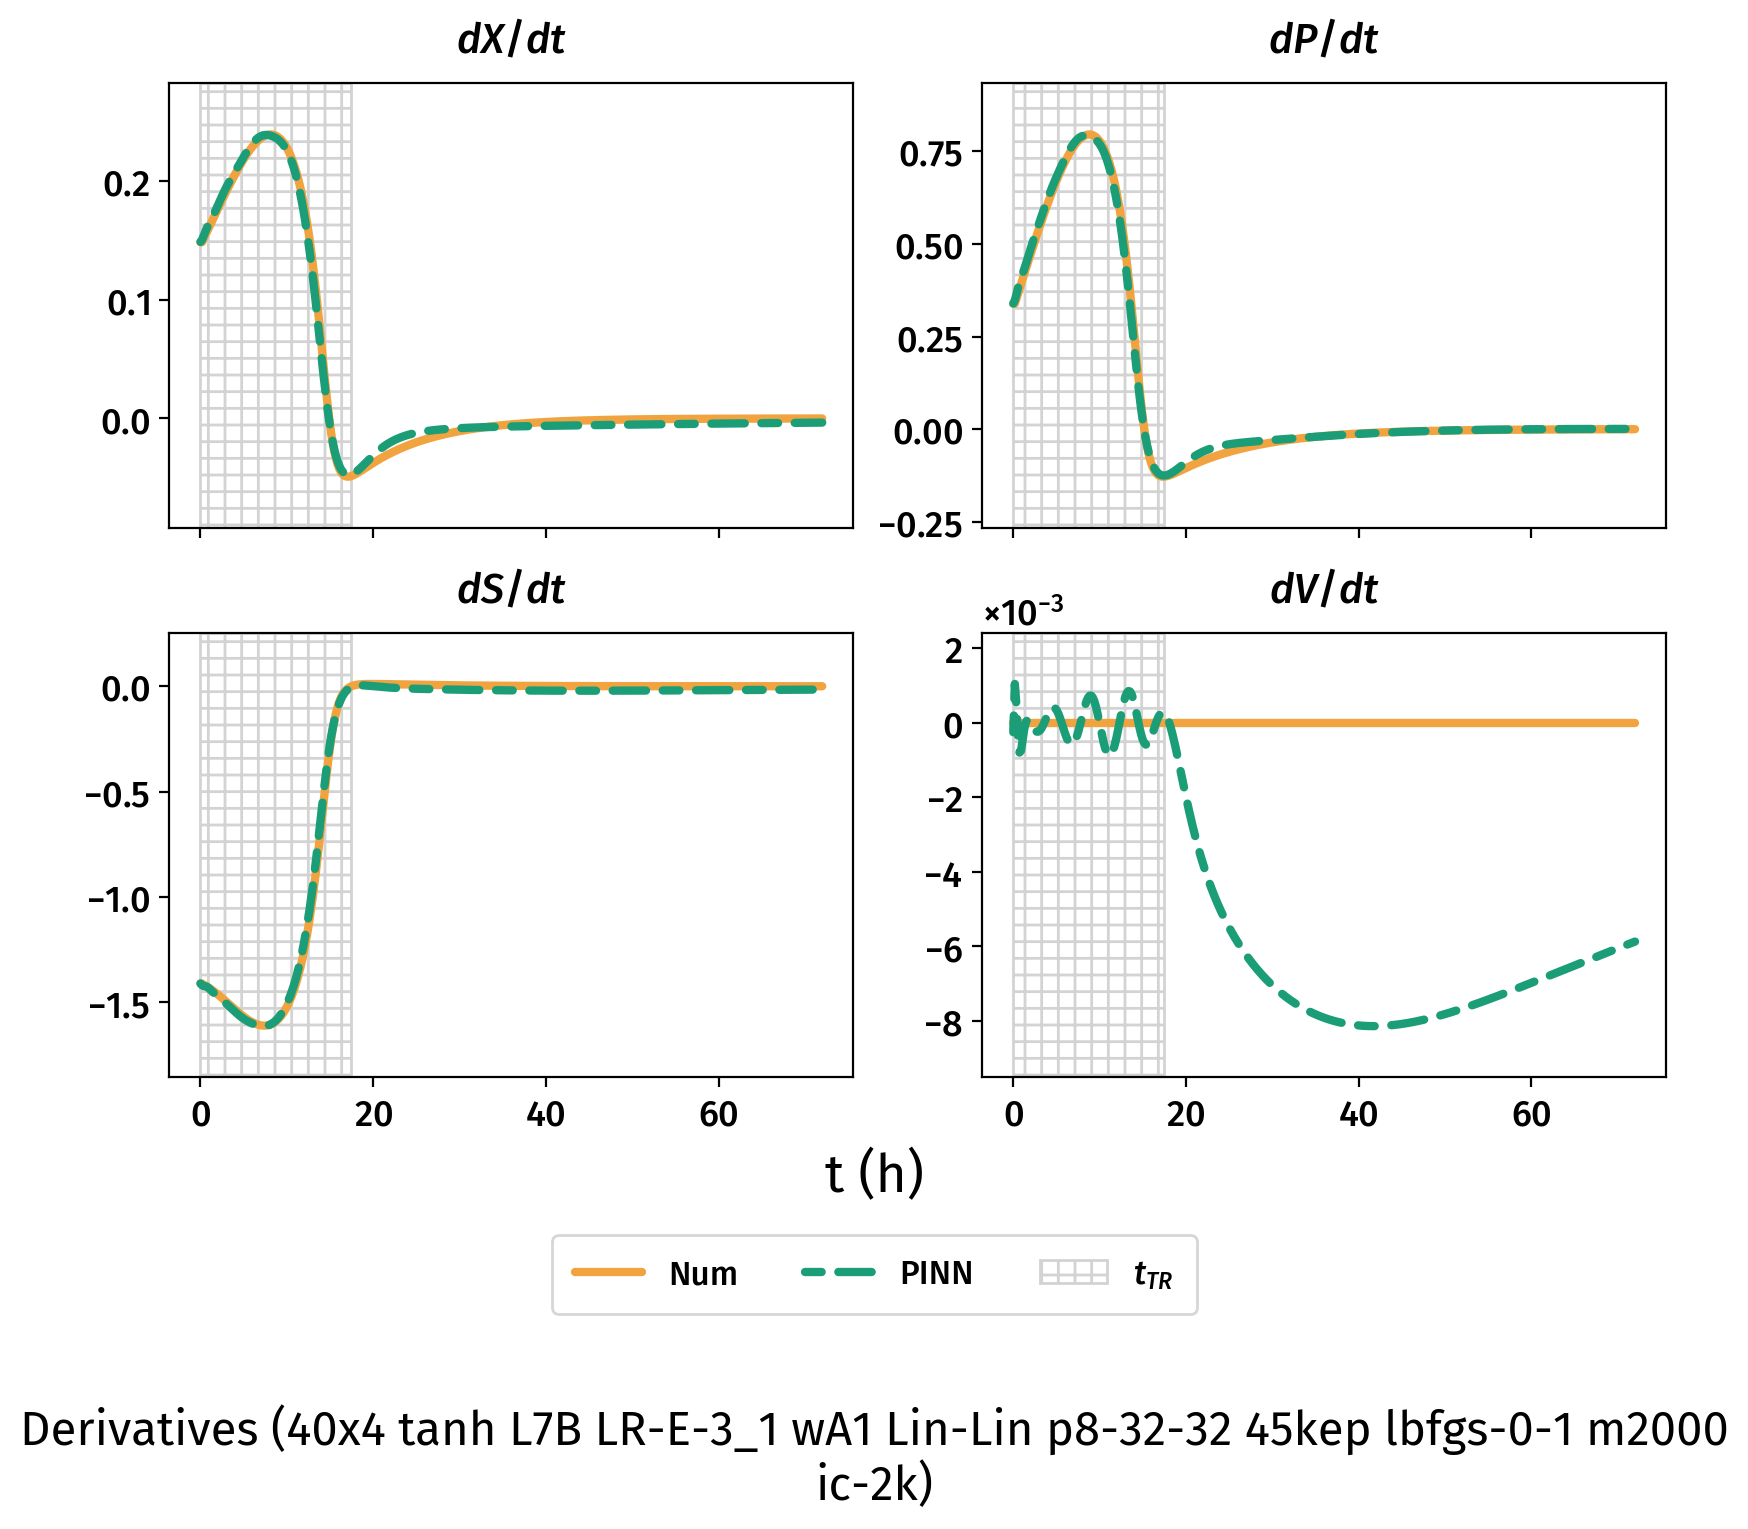 dX/dt
dP/dt
0.2
0.1
0.0
0.75
0.50
0.25
0.00
−0.25
dS/dt
dV/dt
×10⁻³
0.0
−0.5
−1.0
−1.5
2
0
−2
−4
−6
−8
0 20 40 60
0 20 40 60
t (h)
Num PINN t_TR
Derivatives (40x4 tanh L7B LR-E-3_1 wA1 Lin-Lin p8-32-32 45kep lbfgs-0-1 m2000
ic-2k)